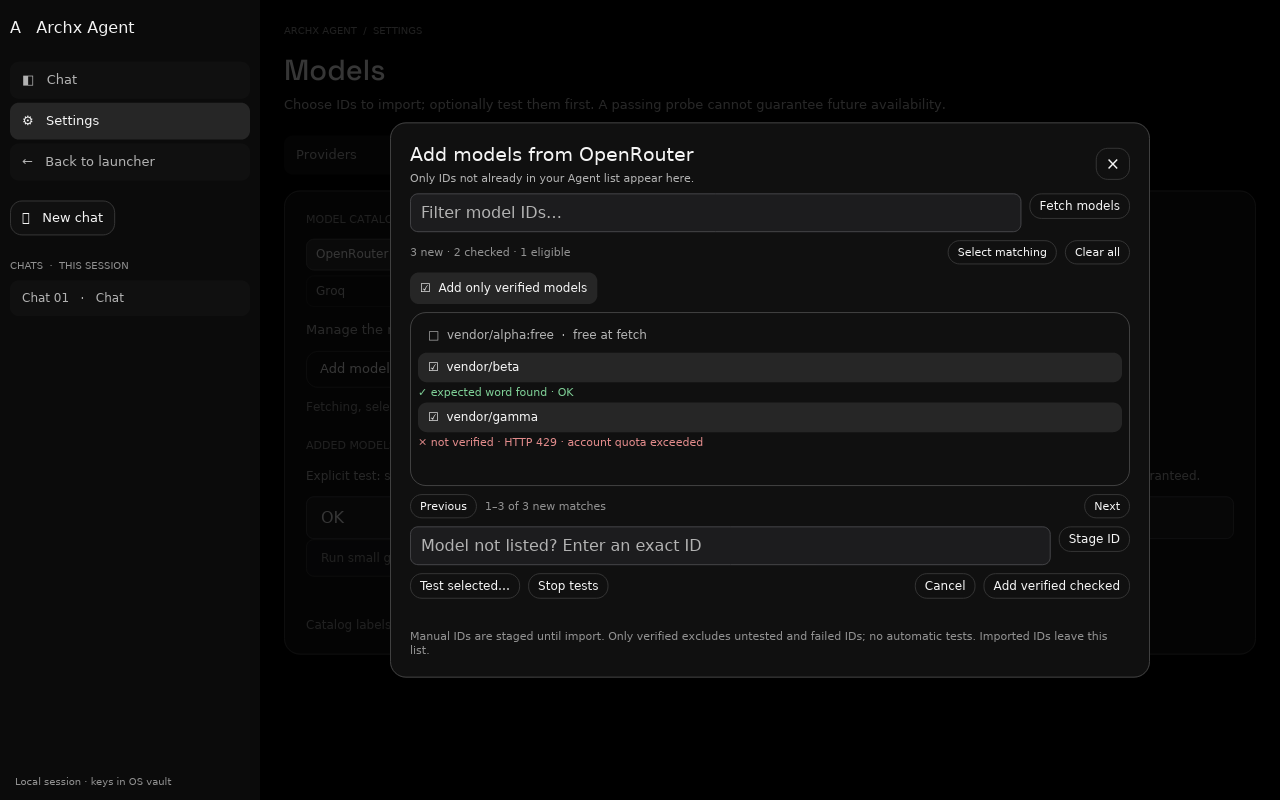 A Archx Agent
Chat
Settings
← Back to launcher
New chat
CHATS · THIS SESSION
Chat 01 · Chat
Local session · keys in OS vault
ARCHX AGENT / SETTINGS
Models
Choose IDs to import; optionally test them first. A passing probe cannot guarantee future availability.
Providers
MODEL CATALO
OpenRouter
Groq
Manage the
Add model
Fetching, sele
ADDED MODEL
Explicit test: s
ranteed.
OK
Run small g
Catalog labels
Add models from OpenRouter
Only IDs not already in your Agent list appear here.
×
Filter model IDs...
Fetch models
3 new · 2 checked · 1 eligible
Select matching
Clear all
☑ Add only verified models
□ vendor/alpha:free · free at fetch
☑ vendor/beta
✓ expected word found · OK
☑ vendor/gamma
× not verified · HTTP 429 · account quota exceeded
Previous
1–3 of 3 new matches
Next
Model not listed? Enter an exact ID
Stage ID
Test selected...
Stop tests
Cancel
Add verified checked
Manual IDs are staged until import. Only verified excludes untested and failed IDs; no automatic tests. Imported IDs leave this
list.